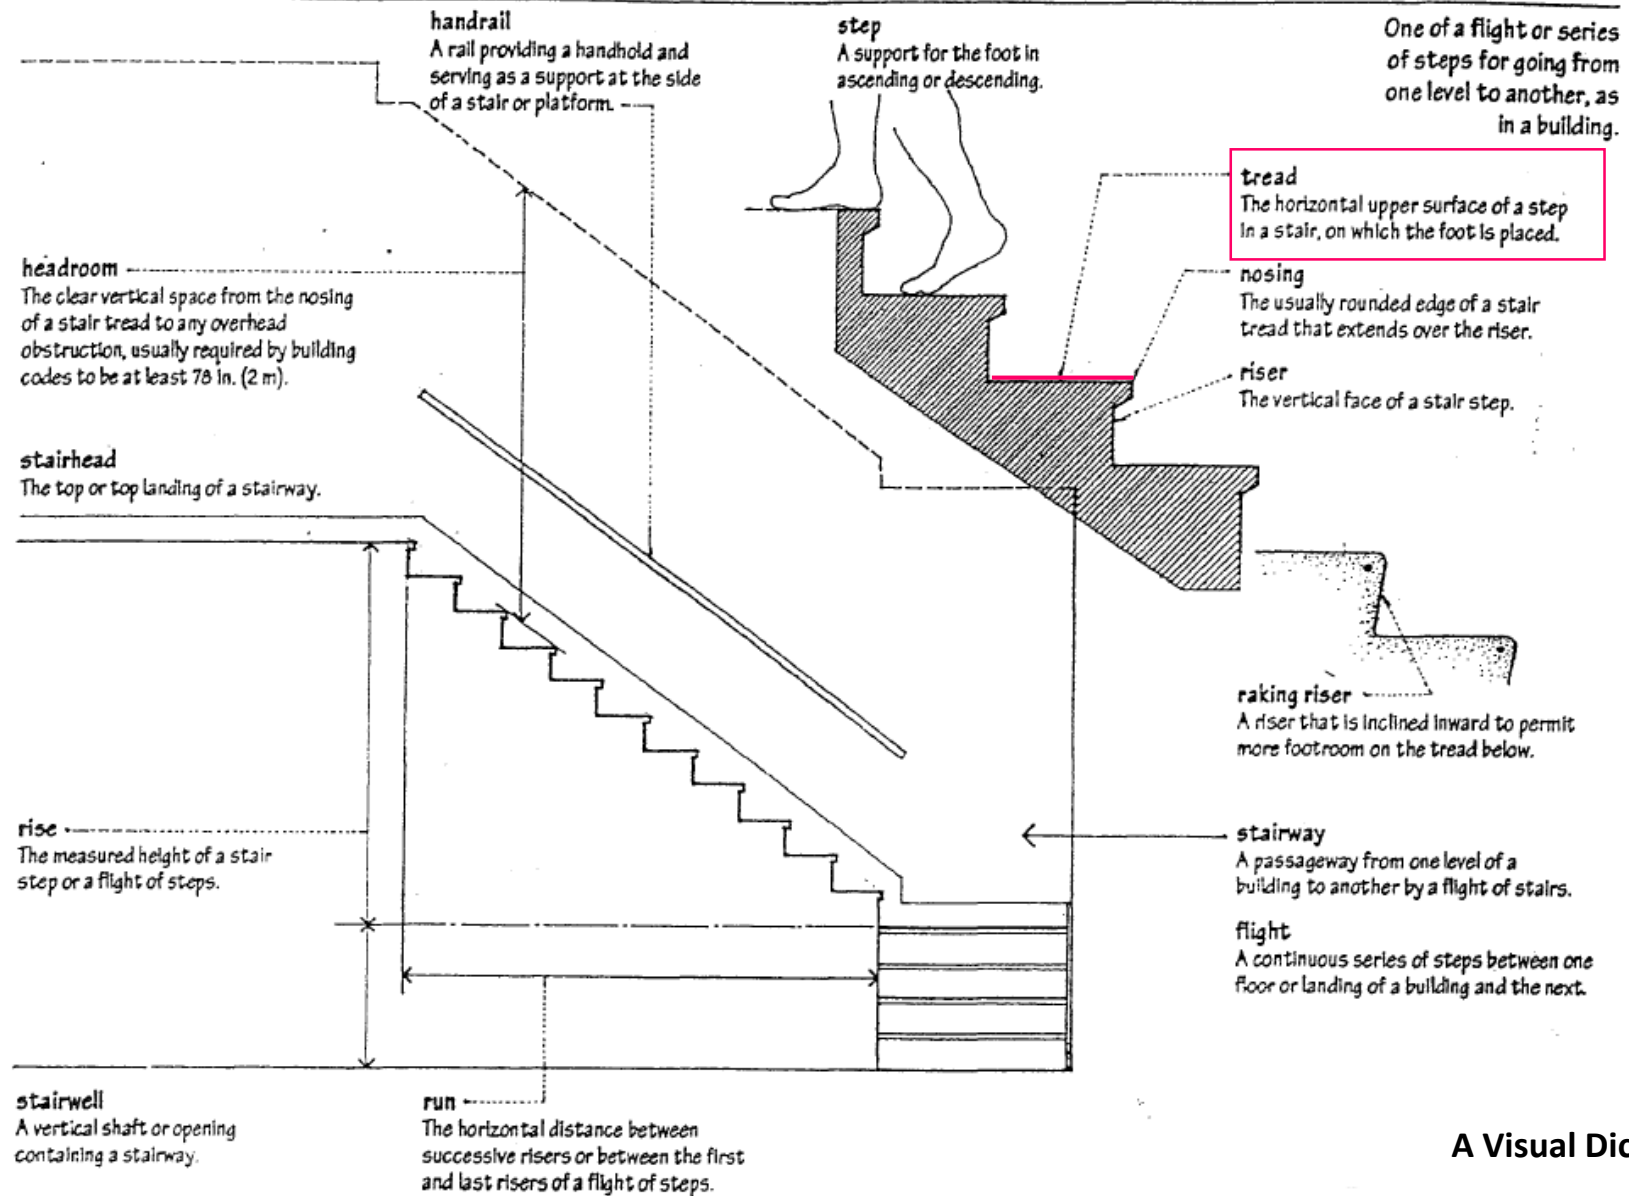 handrail
A rail providing a handhold and
serving as a support at the side
of a stair or platform.
step
A support for the foot in
ascending or descending.
One of a flight or series
of steps for going from
one level to another, as
in a building.
tread
The horizontal upper surface of a step
in a stair, on which the foot is placed.
nosing
The usually rounded edge of a stair
tread that extends over the riser.
riser
The vertical face of a stair step.
headroom
The clear vertical space from the nosing
of a stair tread to any overhead
obstruction, usually required by building
codes to be at least 78 in. (2 m).
stairhead
The top or top landing of a stairway.
raking riser
A riser that is inclined inward to permit
more footroom on the tread below.
rise
The measured height of a stair
step or a flight of steps.
stairway
A passageway from one level of a
building to another by a flight of stairs.
flight
A continuous series of steps between one
floor or landing of a building and the next.
stairwell
A vertical shaft or opening
containing a stairway.
run
The horizontal distance between
successive risers or between the first
and last risers of a flight of steps.
A Visual Dic